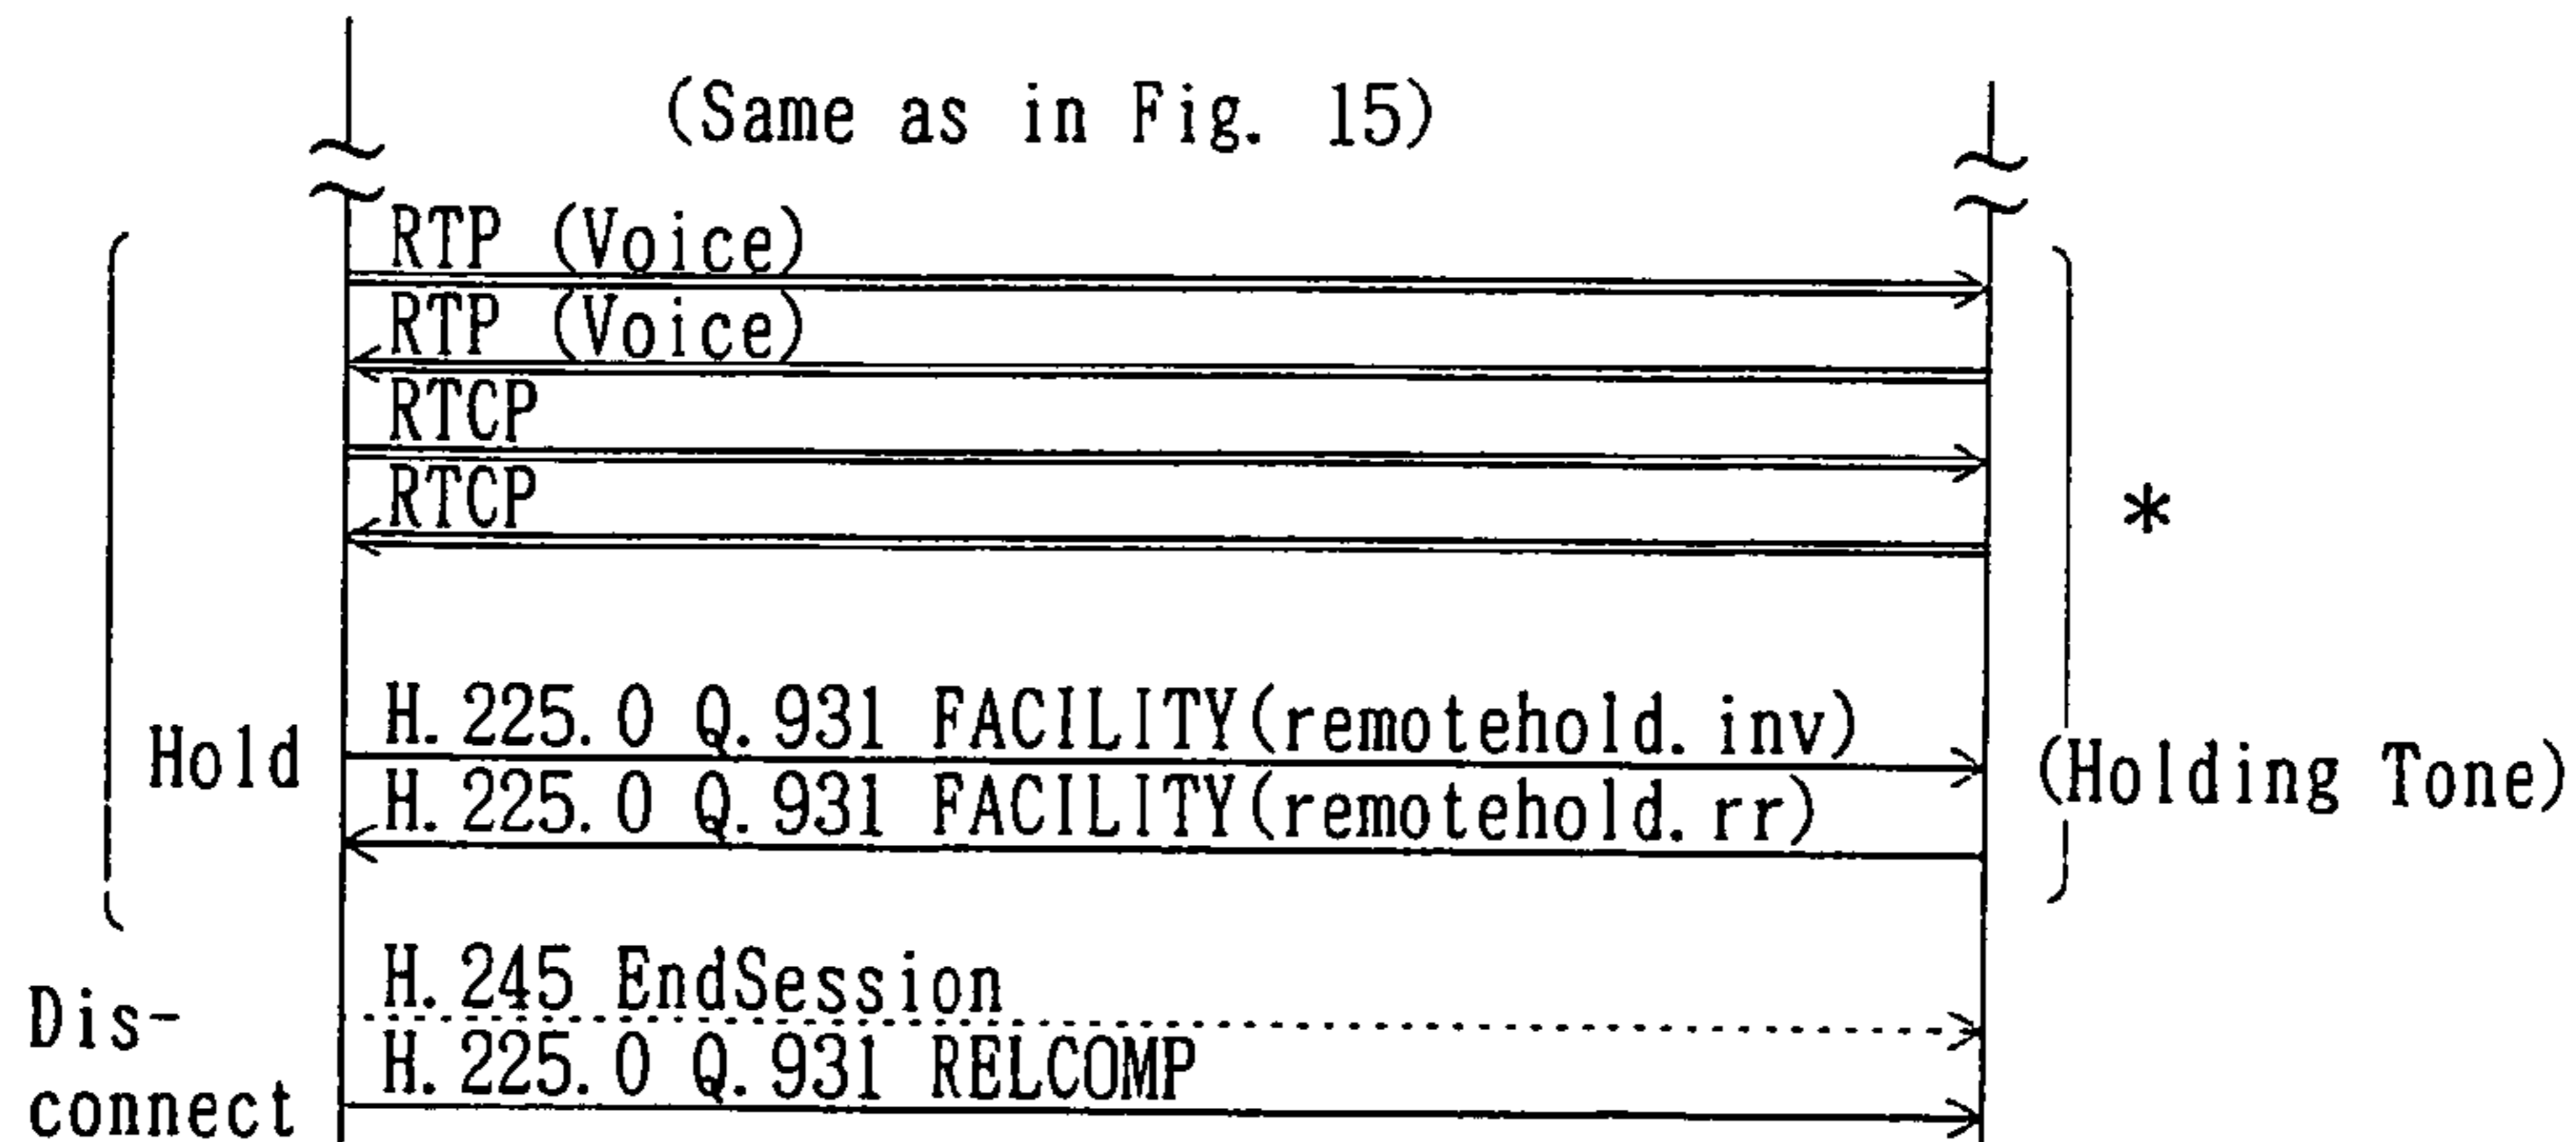 (Same as in Fig. 15)
RTP (Voice)
RTP (Voice)
RTCP
RTCP
*
H.225.0 Q.931 FACILITY(remotehold.inv)
Hold
(Holding Tone)
H.225.0 Q.931 FACILITY(remotehold.rr)
H.245 EndSession
Dis-
connect
H.225.0 Q.931 RELCOMP